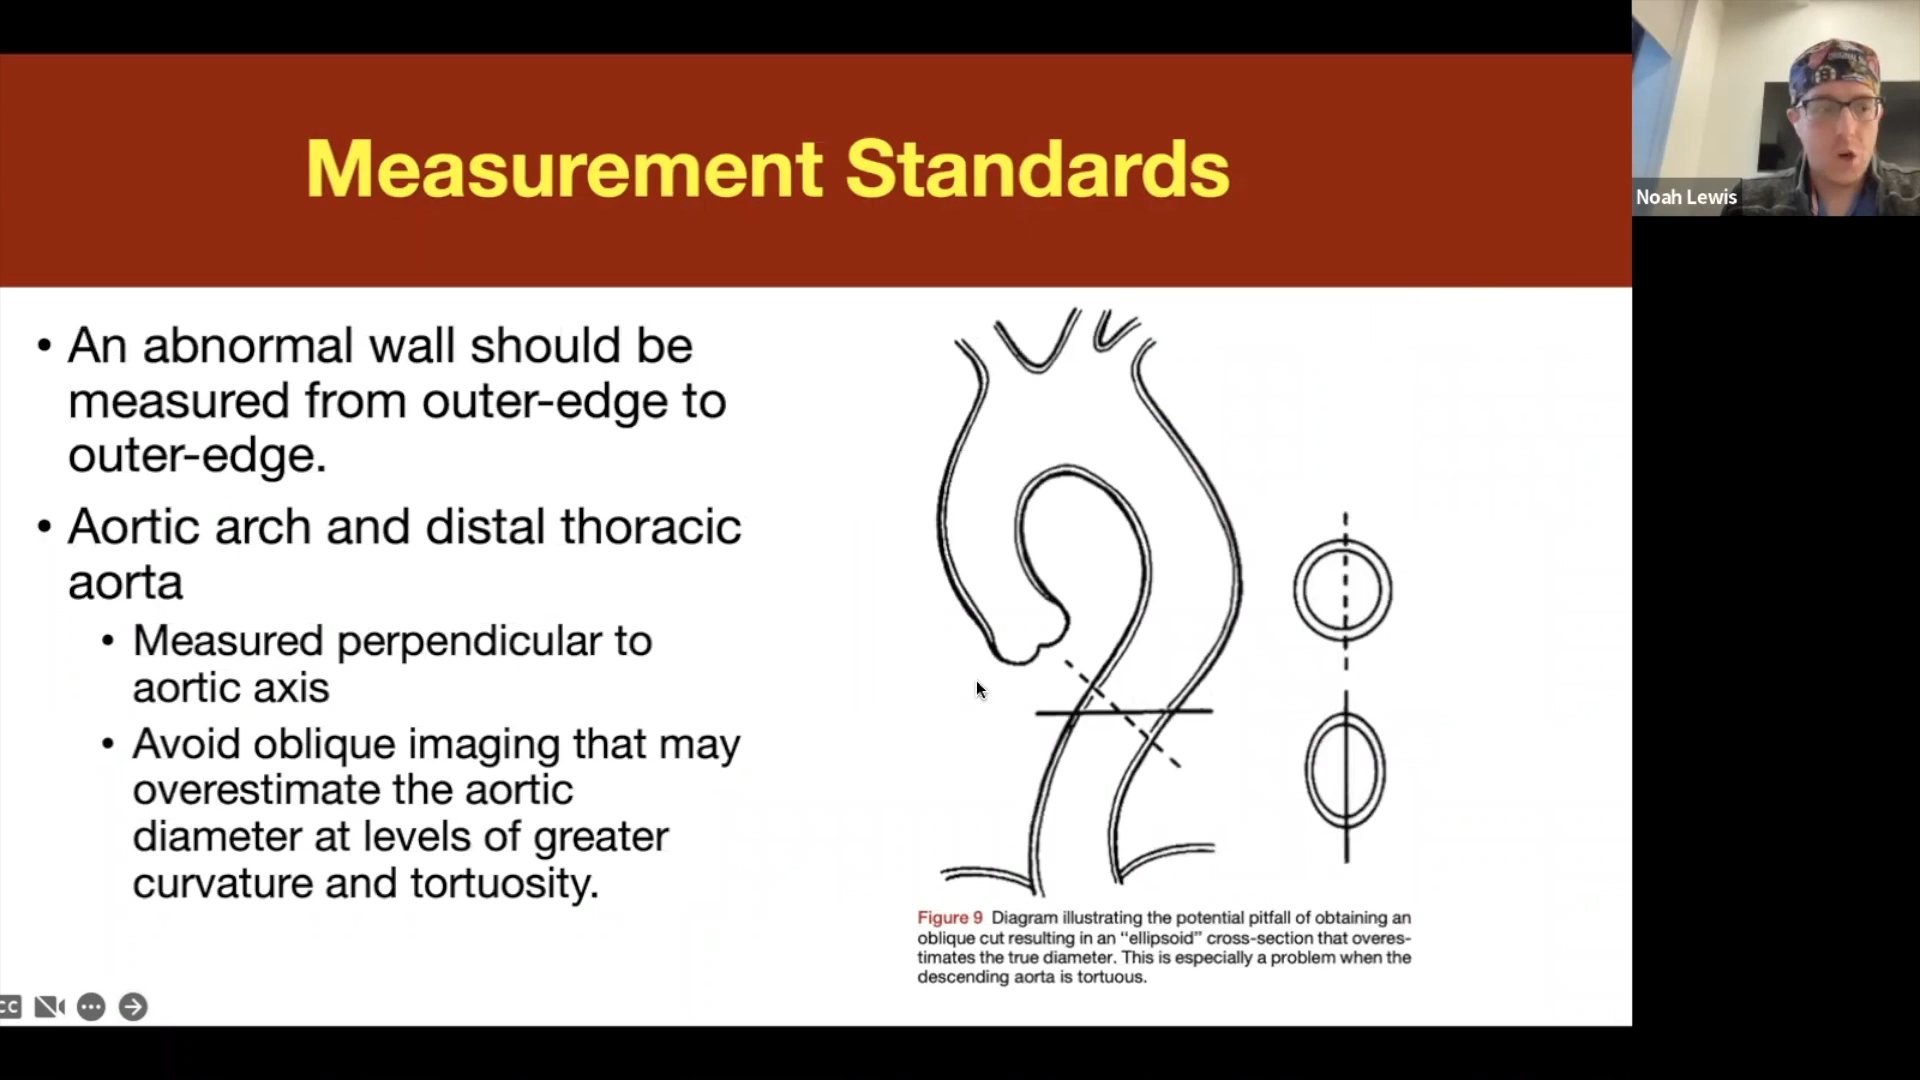 Measurement Standards
Noah Lewis
• An abnormal wall should be
measured from outer-edge to
outer-edge.
• Aortic arch and distal thoracic
aorta
• Measured perpendicular to
aortic axis
• Avoid oblique imaging that may
overestimate the aortic
diameter at levels of greater
curvature and tortuosity.
Figure 9 Diagram illustrating the potential pitfall of obtaining an
oblique cut resulting in an “ellipsoid” cross-section that overes-
timates the true diameter. This is especially a problem when the
descending aorta is tortuous.
CC